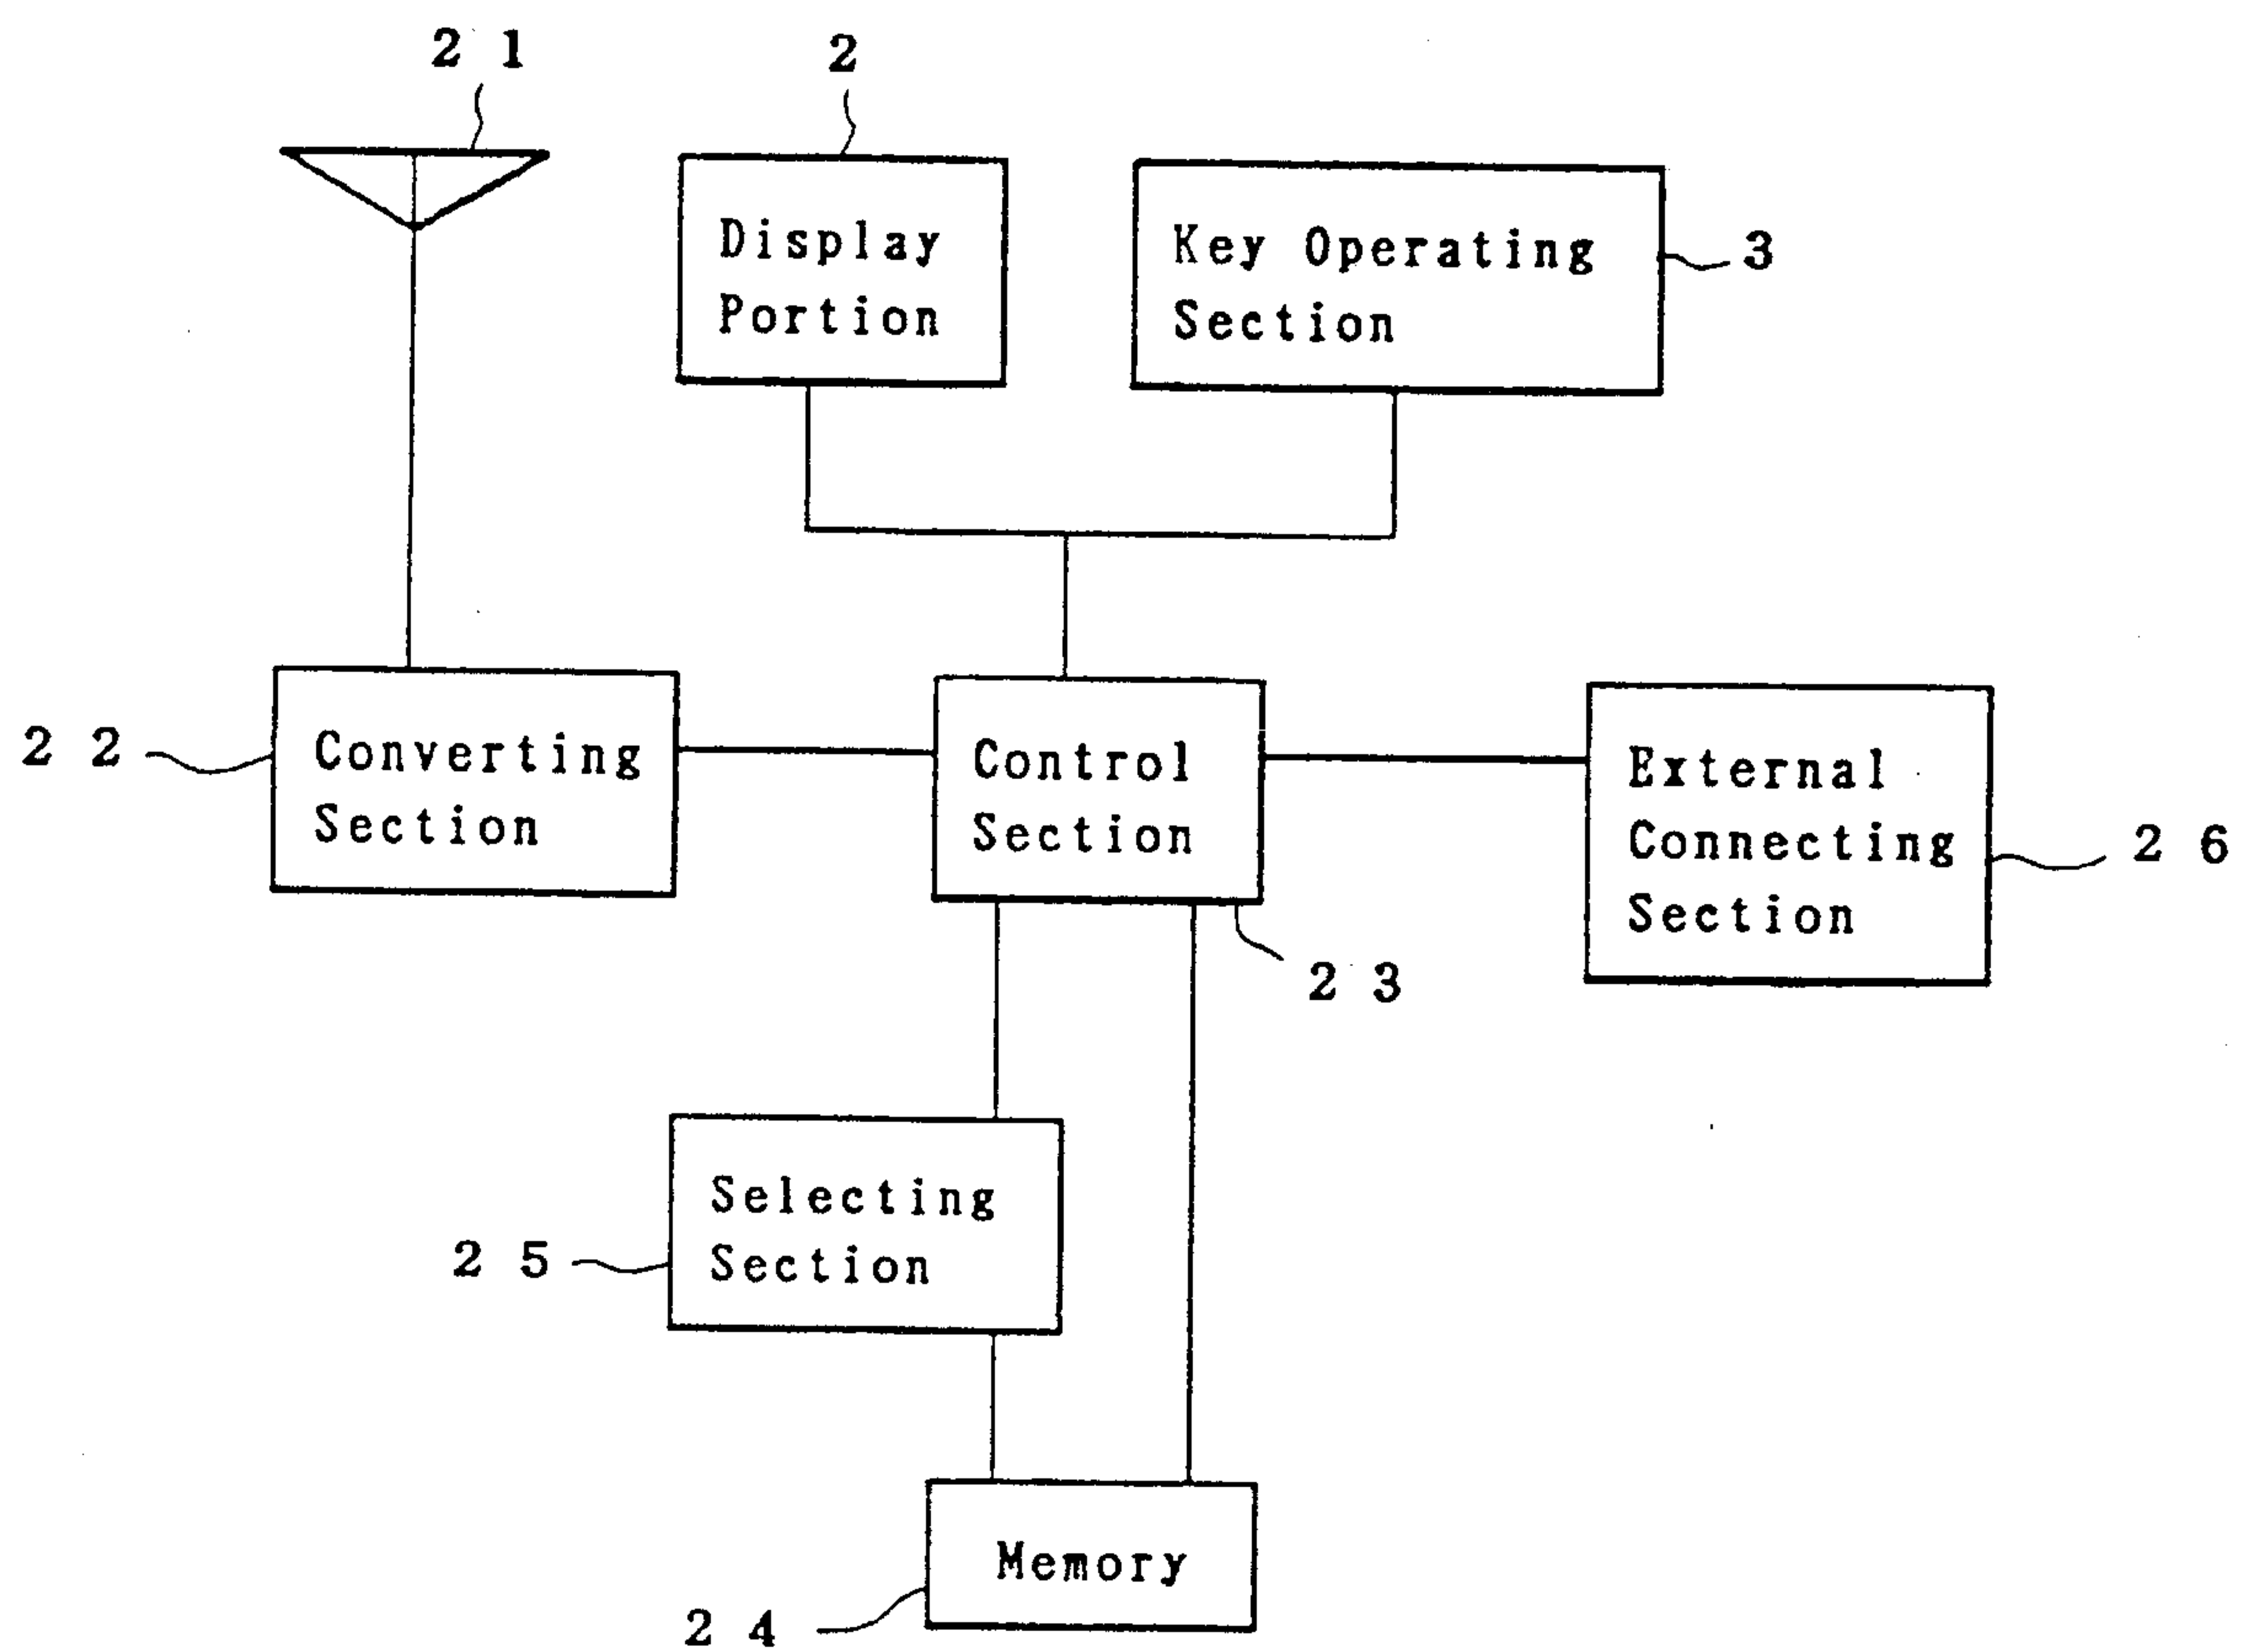 2 1
2
Display
Portion
Key Operating
Section
3
2 2
Converting
Section
Control
Section
External
Connecting
Section
2 6
2 3
Selecting
Section
2 5
Memory
2 4